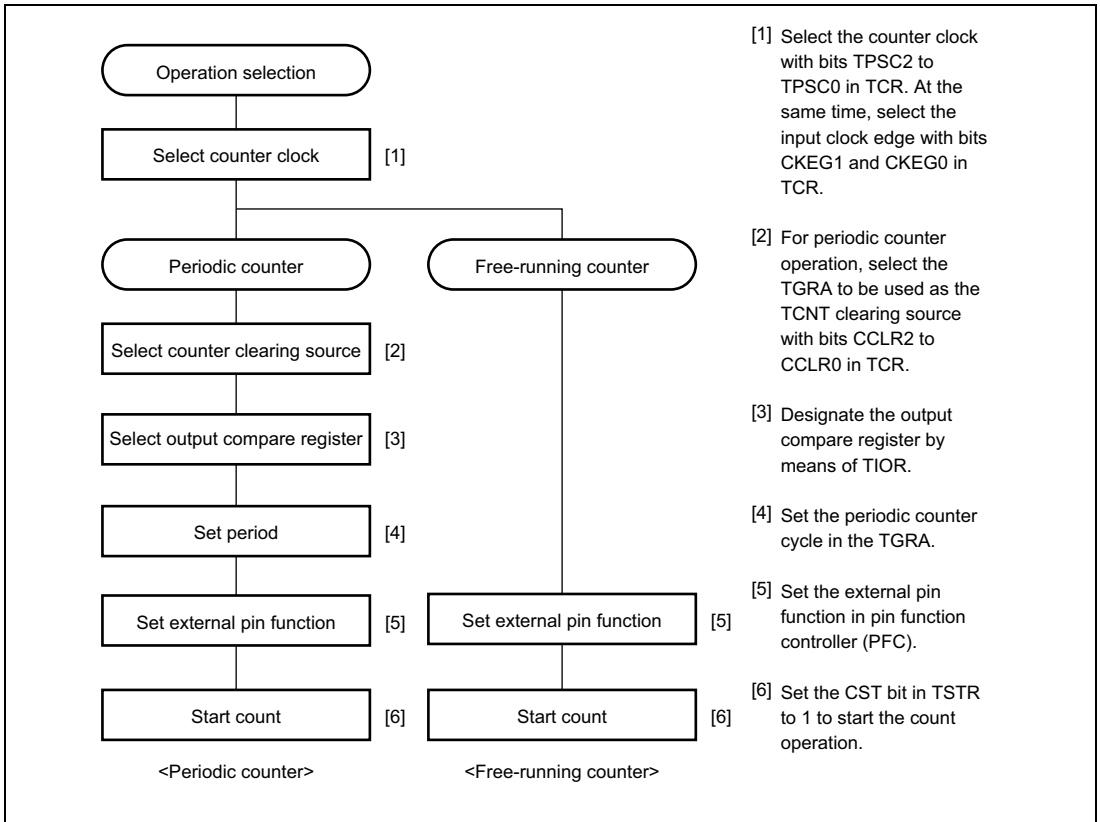 Operation selection
Select counter clock [1]
Periodic counter
Free-running counter
Select counter clearing source [2]
Select output compare register [3]
Set period [4]
Set external pin function [5]
Set external pin function [5]
Start count [6]
Start count [6]
<Periodic counter>
<Free-running counter>
[1] Select the counter clock
with bits TPSC2 to
TPSC0 in TCR. At the
same time, select the
input clock edge with bits
CKEG1 and CKEG0 in
TCR.
[2] For periodic counter
operation, select the
TGRA to be used as the
TCNT clearing source
with bits CCLR2 to
CCLR0 in TCR.
[3] Designate the output
compare register by
means of TIOR.
[4] Set the periodic counter
cycle in the TGRA.
[5] Set the external pin
function in pin function
controller (PFC).
[6] Set the CST bit in TSTR
to 1 to start the count
operation.